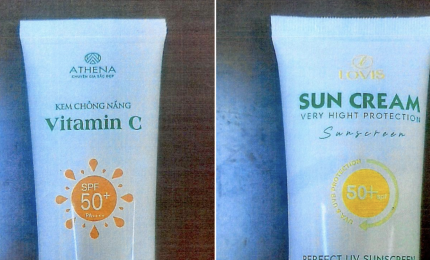 ATHENA
CHUYÊN GIA SẮC ĐẸP
KEM CHỐNG NẮNG
Vitamin C
SPF
50+
LOVIS
SUN CREAM
VERY HIGHT PROTECTION
Sunscreen
50+
PERFECT UV SUNSCREEN